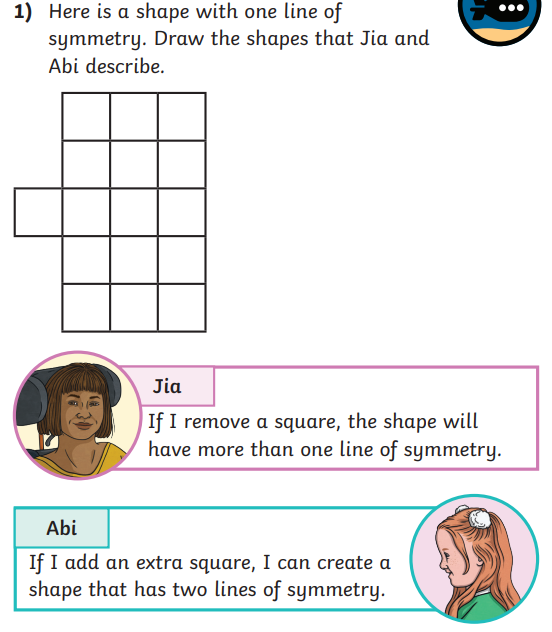 1) Here is a shape with one line of
symmetry. Draw the shapes that Jia and
Abi describe.
Jia
If I remove a square, the shape will
have more than one line of symmetry.
Abi
If I add an extra square, I can create a
shape that has two lines of symmetry.